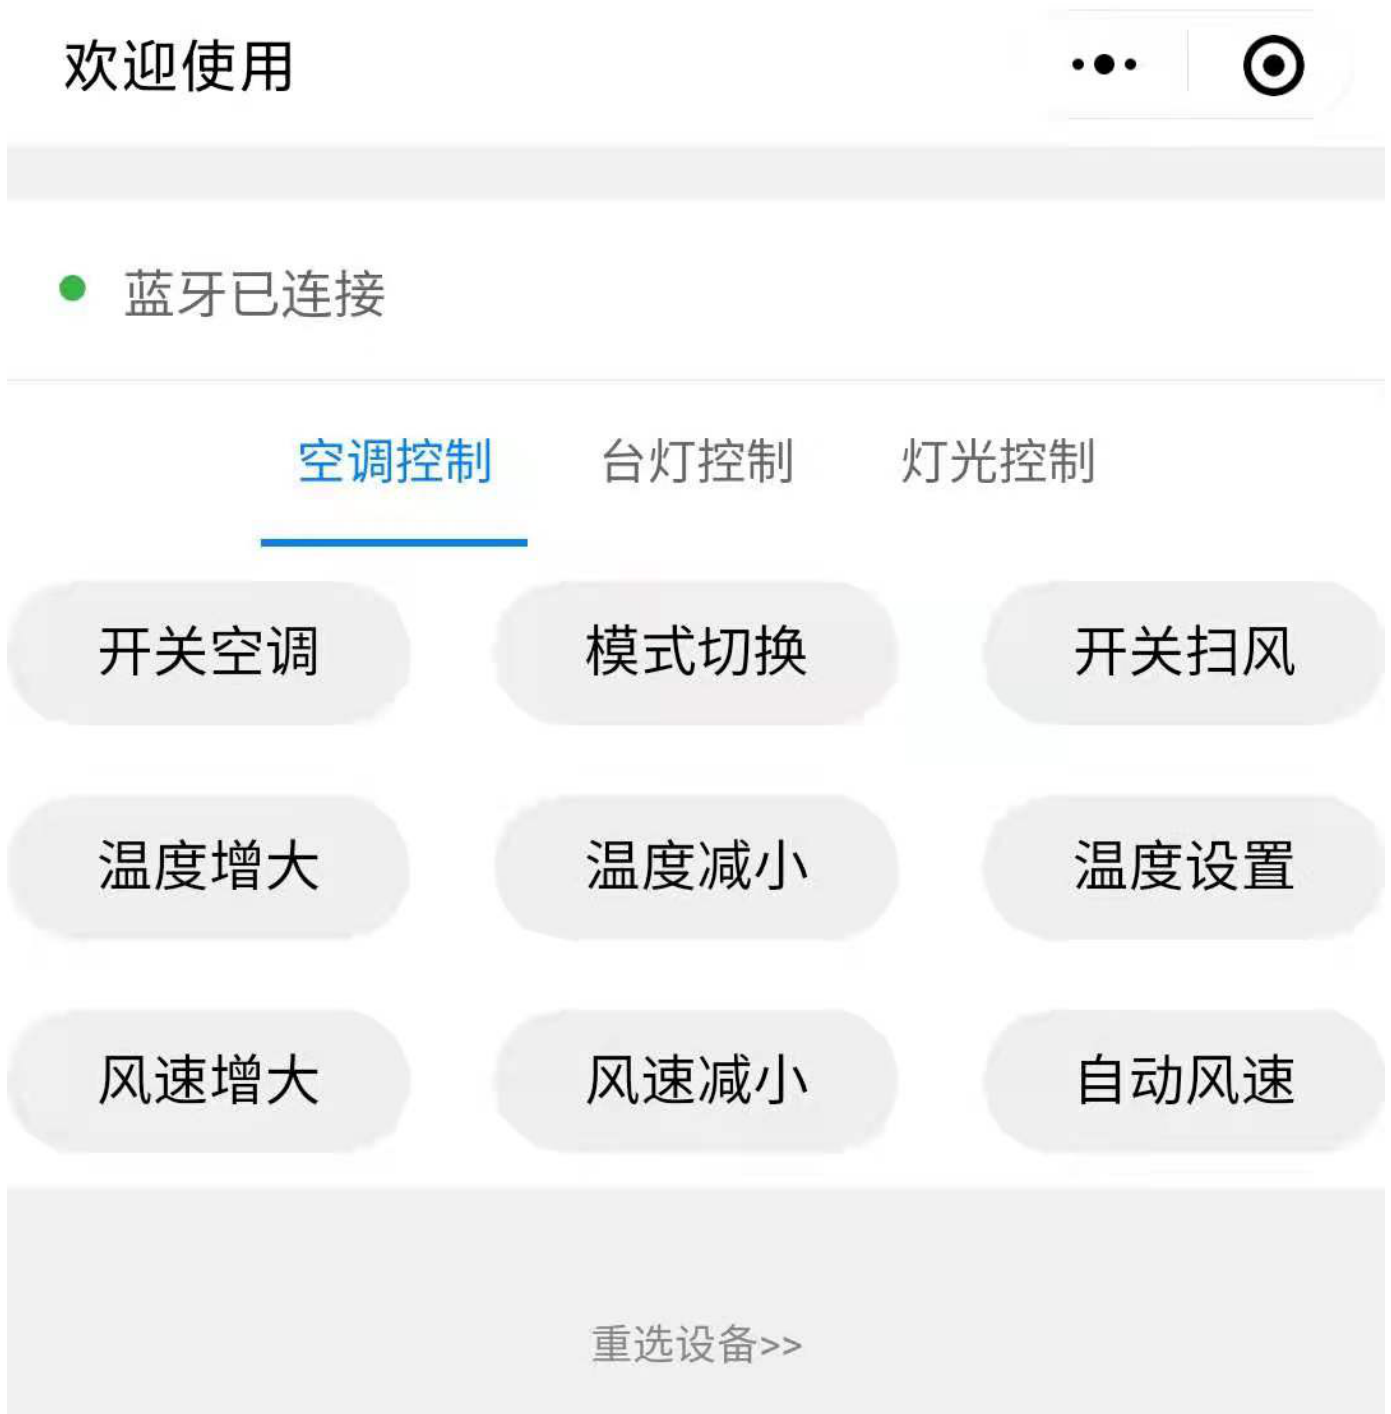 欢迎使用
蓝牙已连接
空调控制 台灯控制 灯光控制
开关空调 模式切换 开关扫风
温度增大 温度减小 温度设置
风速增大 风速减小 自动风速
重选设备>>